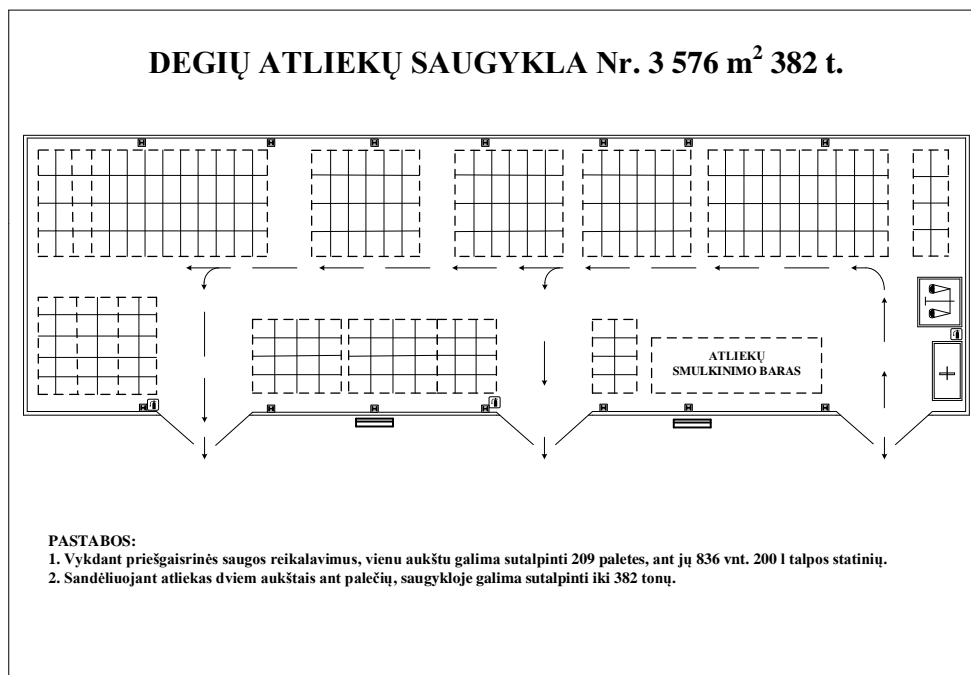 DEGIŲ ATLIEKŲ SAUGYKLA Nr. 3 576 m² 382 t.
ATLIEKŲ
SMULKINIMO BARAS
PASTABOS:
1. Vykdant priešgaisrinės saugos reikalavimus, vienu aukštu galima sutalpinti 209 paletes, ant jų 836 vnt. 200 l talpos statinių.
2. Sandėliuojant atliekas dviem aukštais ant palečių, saugykloje galima sutalpinti iki 382 tonų.